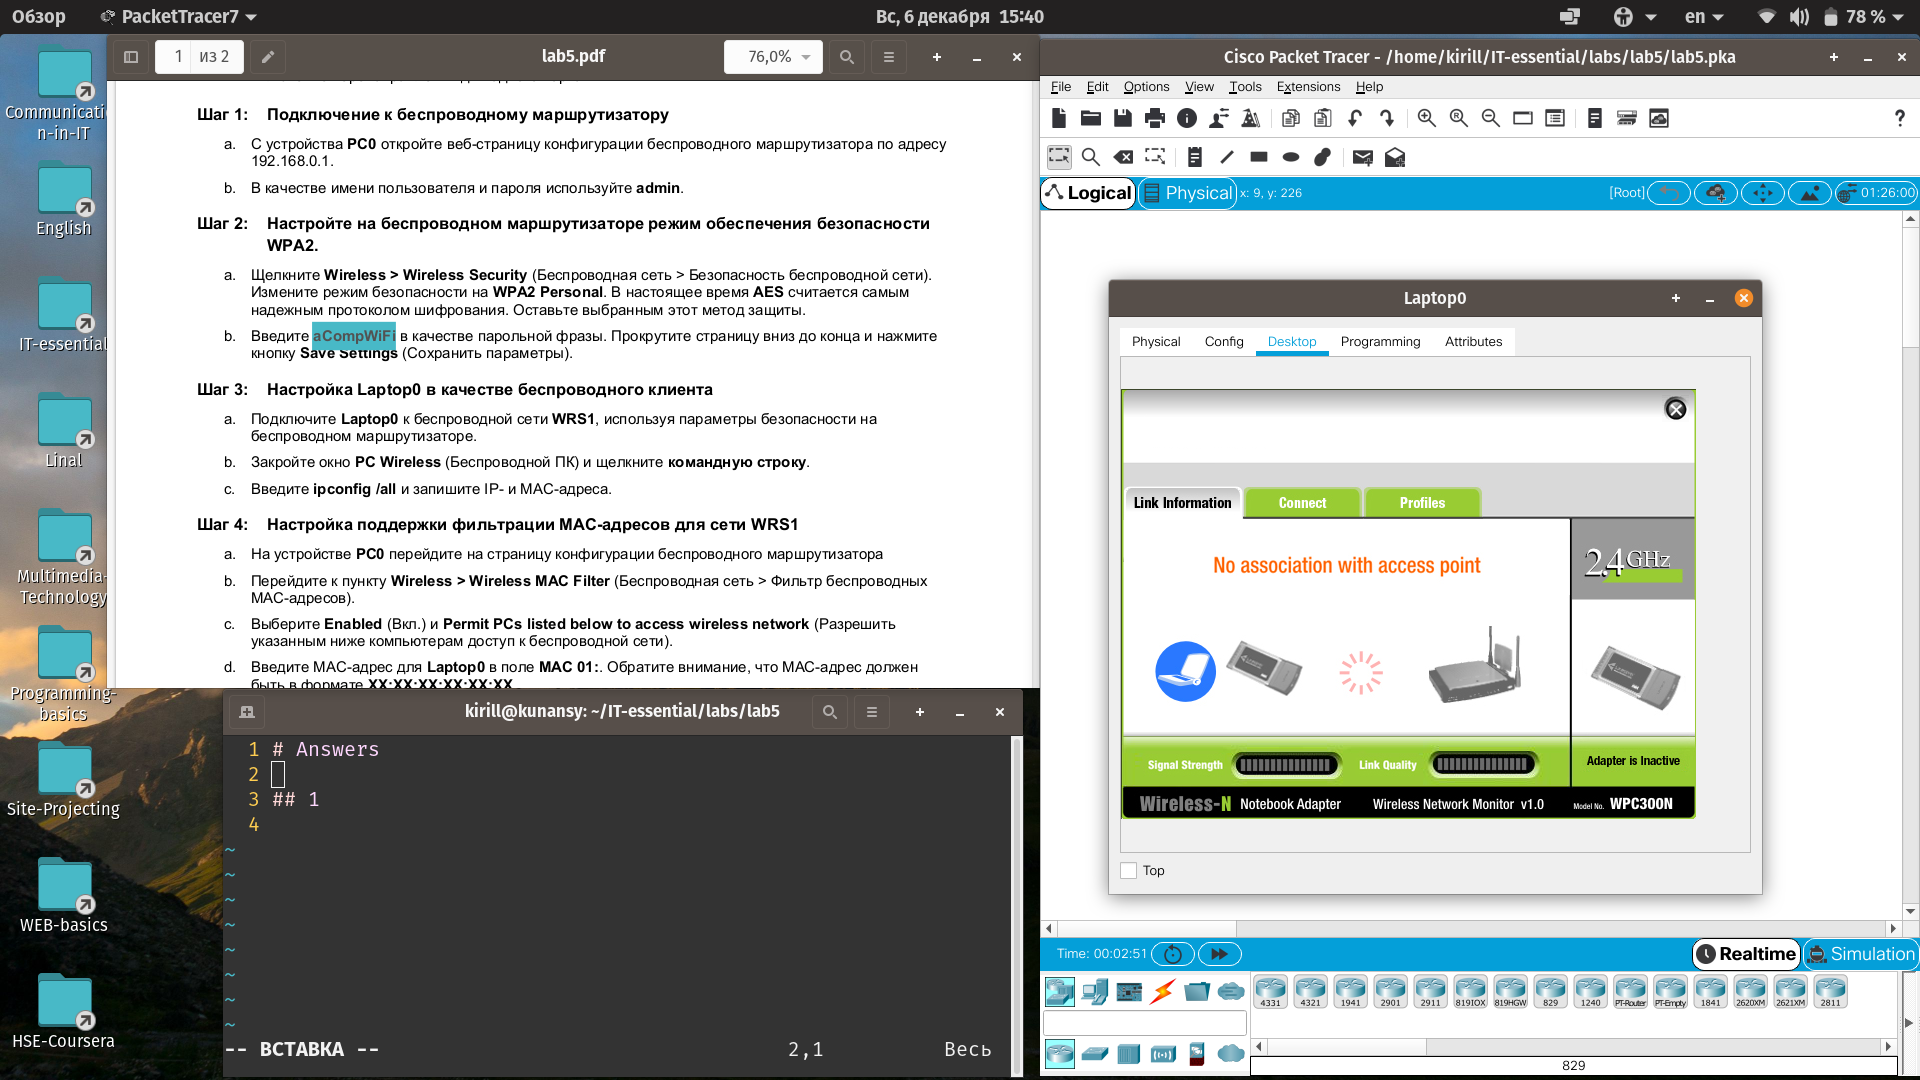 Обзор
PacketTracer7
Вс, 6 декабря 15:40
en
78 %
Communicatio
n-in-IT
English
IT-essential
Linal
Multimedia-
Technology
Programming-
basics
Site-Projecting
WEB-basics
HSE-Coursera
1 из 2
lab5.pdf
76,0%
Шаг 1: Подключение к беспроводному маршрутизатору
a. С устройства PC0 откройте веб-страницу конфигурации беспроводного маршрутизатора по адресу
192.168.0.1.
b. В качестве имени пользователя и пароля используйте admin.
Шаг 2: Настройте на беспроводном маршрутизаторе режим обеспечения безопасности
WPA2.
a. Щелкните Wireless > Wireless Security (Беспроводная сеть > Безопасность беспроводной сети).
Измените режим безопасности на WPA2 Personal. В настоящее время AES считается самым
надежным протоколом шифрования. Оставьте выбранным этот метод защиты.
b. Введите aCompWiFi в качестве парольной фразы. Прокрутите страницу вниз до конца и нажмите
кнопку Save Settings (Сохранить параметры).
Шаг 3: Настройка Laptop0 в качестве беспроводного клиента
a. Подключите Laptop0 к беспроводной сети WRS1, используя параметры безопасности на
беспроводном маршрутизаторе.
b. Закройте окно PC Wireless (Беспроводной ПК) и щелкните командную строку.
c. Введите ipconfig /all и запишите IP- и MAC-адреса.
Шаг 4: Настройка поддержки фильтрации MAC-адресов для сети WRS1
a. На устройстве PC0 перейдите на страницу конфигурации беспроводного маршрутизатора
b. Перейдите к пункту Wireless > Wireless MAC Filter (Беспроводная сеть > Фильтр беспроводных
MAC-адресов).
c. Выберите Enabled (Вкл.) и Permit PCs listed below to access wireless network (Разрешить
указанным ниже компьютерам доступ к беспроводной сети).
d. Введите MAC-адрес для Laptop0 в поле MAC 01:. Обратите внимание, что MAC-адрес должен
быть в формате XX:XX:XX:XX:XX:XX
kirill@kunansy: ~/IT-essential/labs/lab5
1 # Answers
2
3 ## 1
4
~
~
~
~
~
~
~
~
-- ВСТАВКА --
2,1
Весь
Cisco Packet Tracer - /home/kirill/IT-essential/labs/lab5/lab5.pka
File Edit Options View Tools Extensions Help
?
Logical
Physical
x: 9, y: 226
[Root]
01:26:00
Laptop0
Physical Config Desktop Programming Attributes
Link Information
Connect
Profiles
No association with access point
2.4GHz
Signal Strength
Link Quality
Adapter is Inactive
Wireless-N Notebook Adapter
Wireless Network Monitor v1.0
Model No. WPC300N
Top
Time: 00:02:51
Realtime
Simulation
4331 4321 1941 2901 2911 819IOX 819HGW 829 1240 PT-Router PT-Empty 1841 2620XM 2621XM 2811
829